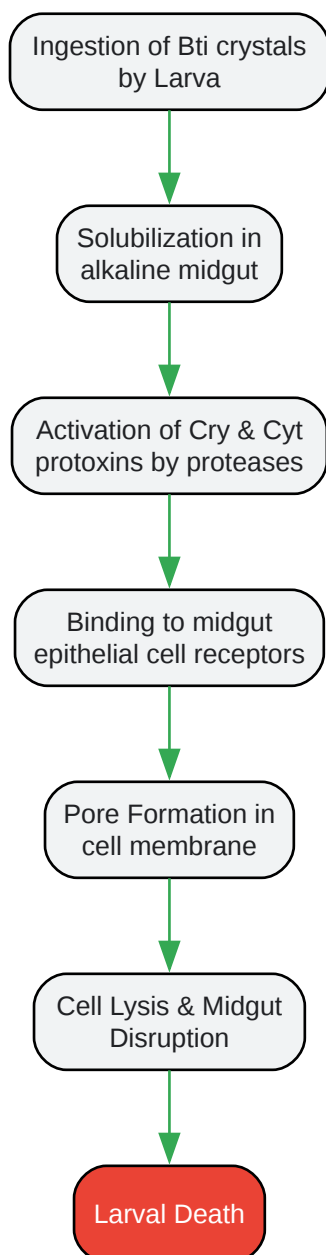 Ingestion of Bti crystals
by Larva
Solubilization in
alkaline midgut
Activation of Cry & Cyt
protoxins by proteases
Binding to midgut
epithelial cell receptors
Pore Formation in
cell membrane
Cell Lysis & Midgut
Disruption
Larval Death